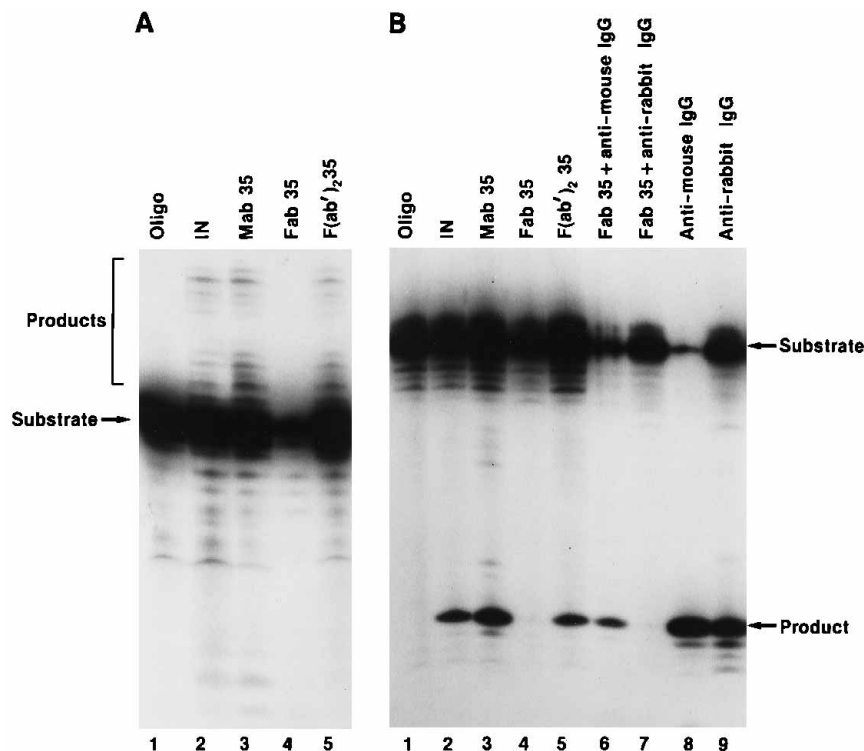 A
Oligo
IN
Mab 35
Fab 35
F(ab')₂35
Products
Substrate
1 2 3 4 5
B
Oligo
IN
Mab 35
Fab 35
F(ab')₂ 35
Fab 35 + anti-mouse IgG
Fab 35 + anti-rabbit IgG
Anti-mouse IgG
Anti-rabbit IgG
Substrate
Product
1 2 3 4 5 6 7 8 9